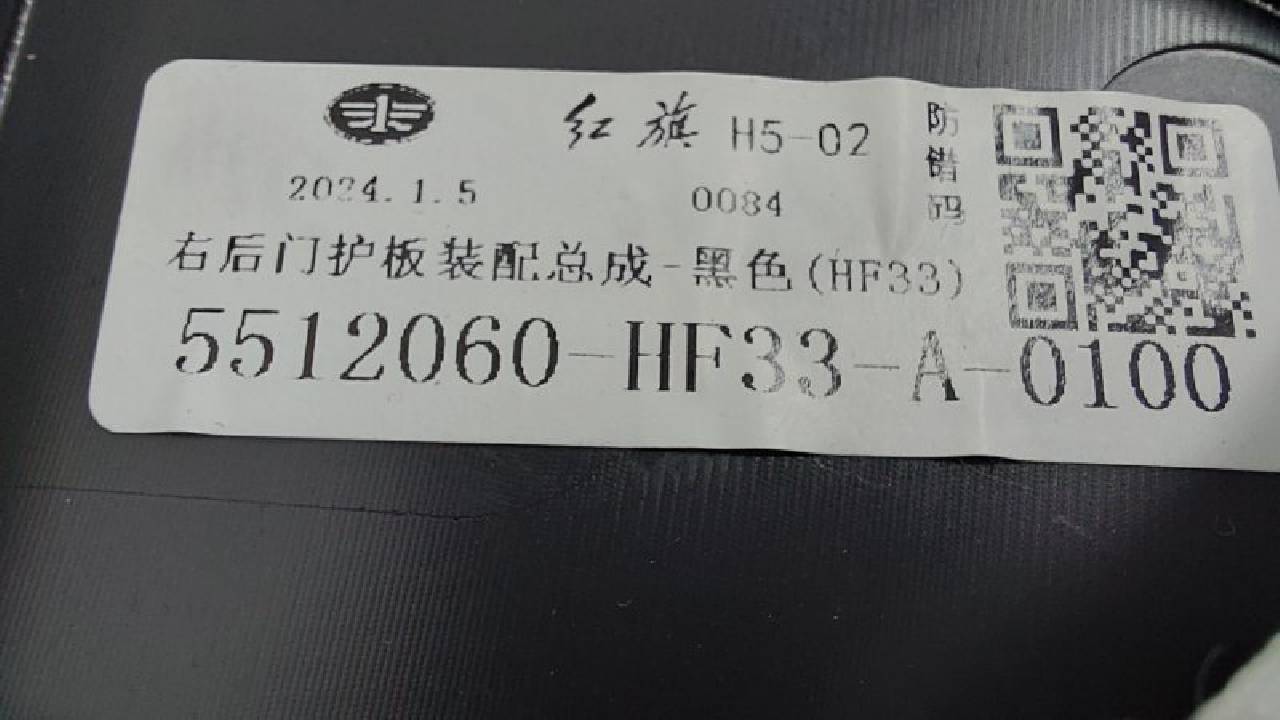 红旗 H5-02
防错码
2024.1.5 0084
右后门护板装配总成-黑色(HF33)
5512060-HF33-A-0100